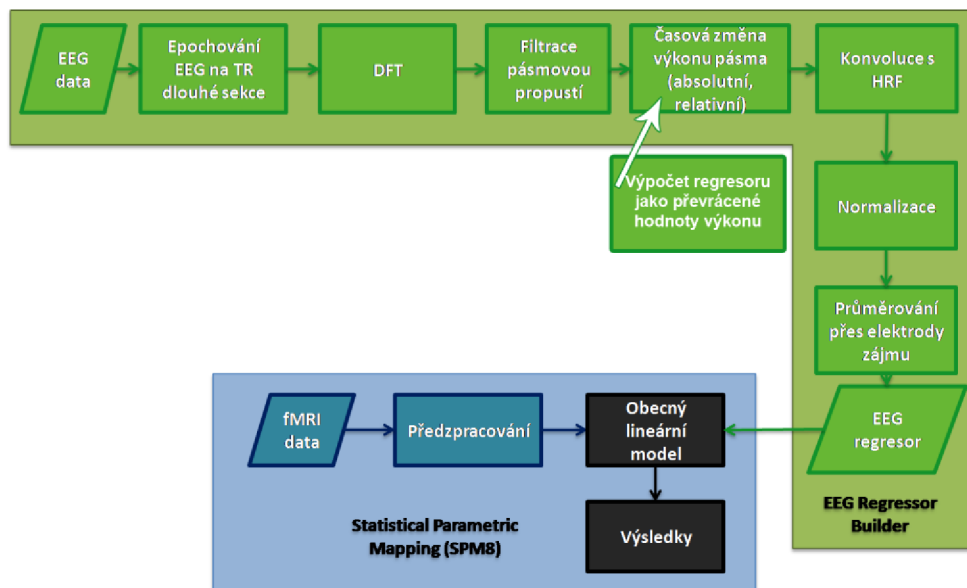 EEG
data
Epochování
EEG na TR
dlouhé sekce
DFT
Filtrace
pásmovou
propustí
Časová změna
výkonu pásma
(absolutní,
relativní)
Konvoluce s
HRF
Výpočet regresoru
jako převrácené
hodnoty výkonu
Normalizace
Průměrování
přes elektrody
zájmu
EEG
regresor
EEG Regressor
Builder
fMRI
data
Předzpracování
Obecný
lineární
model
Výsledky
Statistical Parametric
Mapping (SPM8)